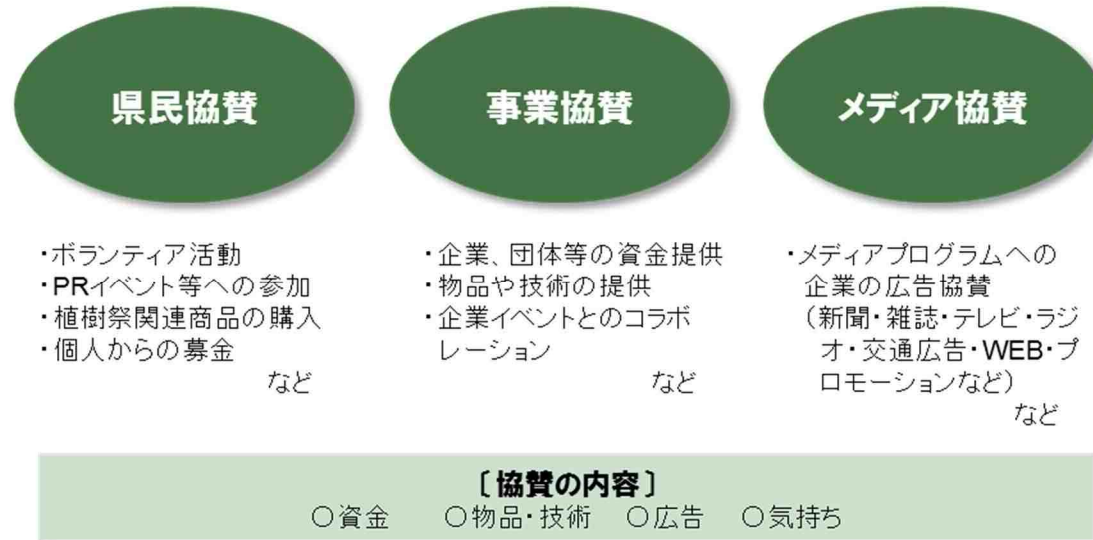 県民協賛
事業協賛
メディア協賛
・ボランティア活動
・PRイベント等への参加
・植樹祭関連商品の購入
・個人からの募金
など
・企業、団体等の資金提供
・物品や技術の提供
・企業イベントとのコラボ
レーション
など
・メディアプログラムへの
企業の広告協賛
（新聞・雑誌・テレビ・ラジ
オ・交通広告・WEB・プ
ロモーションなど）
など
〔協賛の内容〕
○資金 ○物品・技術 ○広告 ○気持ち